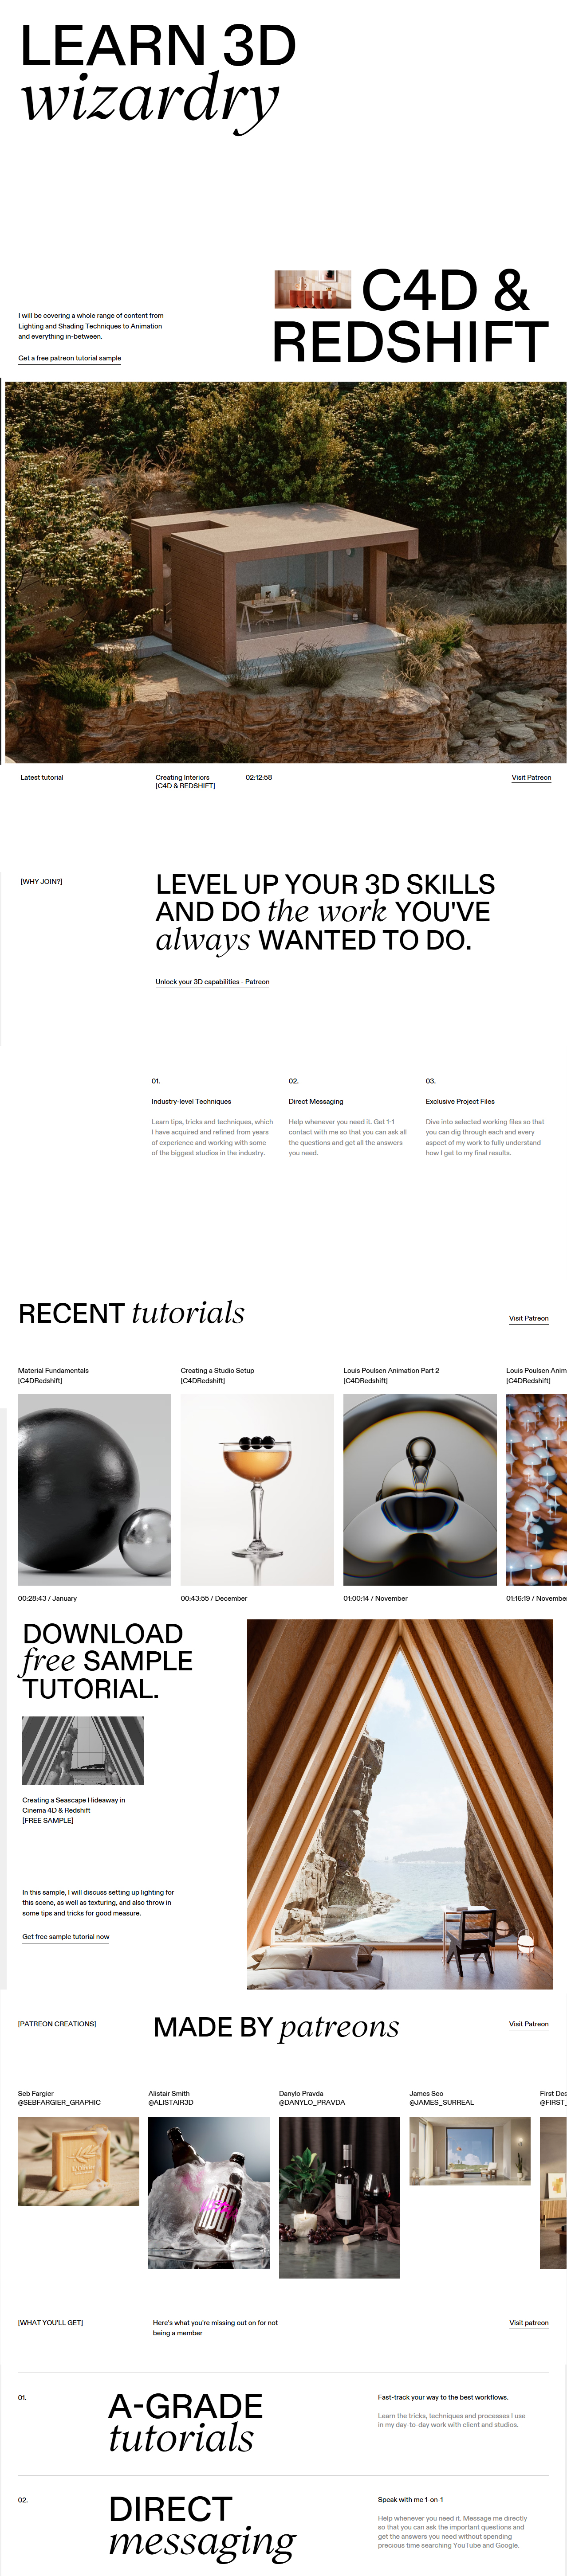 LEARN 3D
wizardry
C4D &
REDSHIFT
I will be covering a whole range of content from
Lighting and Shading Techniques to Animation
and everything in-between.
Get a free patreon tutorial sample
Latest tutorial
Creating Interiors
[C4D & REDSHIFT]
02:12:58
Visit Patreon
[WHY JOIN?]
LEVEL UP YOUR 3D SKILLS
AND DO the work YOU'VE
always WANTED TO DO.
Unlock your 3D capabilities - Patreon
01.
Industry-level Techniques
Learn tips, tricks and techniques, which
I have acquired and refined from years
of experience and working with some
of the biggest studios in the industry.
02.
Direct Messaging
Help whenever you need it. Get 1-1
contact with me so that you can ask all
the questions and get all the answers
you need.
03.
Exclusive Project Files
Dive into selected working files so that
you can dig through each and every
aspect of my work to fully understand
how I get to my final results.
RECENT tutorials
Visit Patreon
Material Fundamentals
[C4DRedshift]
00:28:43 / January
Creating a Studio Setup
[C4DRedshift]
00:43:55 / December
Louis Poulsen Animation Part 2
[C4DRedshift]
01:00:14 / November
Louis Poulsen Anim
[C4DRedshift]
01:16:19 / Novembe
DOWNLOAD
free SAMPLE
TUTORIAL.
Creating a Seascape Hideaway in
Cinema 4D & Redshift
[FREE SAMPLE]
In this sample, I will discuss setting up lighting for
this scene, as well as texturing, and also throw in
some tips and tricks for good measure.
Get free sample tutorial now
[PATREON CREATIONS]
MADE BY patreons
Visit Patreon
Seb Fargier
@SEBFARGIER_GRAPHIC
Alistair Smith
@ALISTAIR3D
Danylo Pravda
@DANYLO_PRAVDA
James Seo
@JAMES_SURREAL
First Des
@FIRST_
[WHAT YOU'LL GET]
Here's what you're missing out on for not
being a member
Visit patreon
01.
A-GRADE
tutorials
Fast-track your way to the best workflows.
Learn the tricks, techniques and processes I use
in my day-to-day work with client and studios.
02.
DIRECT
messaging
Speak with me 1-on-1
Help whenever you need it. Message me directly
so that you can ask the important questions and
get the answers you need without spending
precious time searching YouTube and Google.